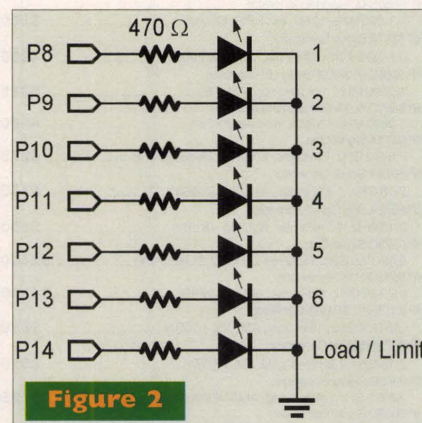 470 Ω
P8 1
P9 2
P10 3
P11 4
P12 5
P13 6
P14 Load / Limit
Figure 2